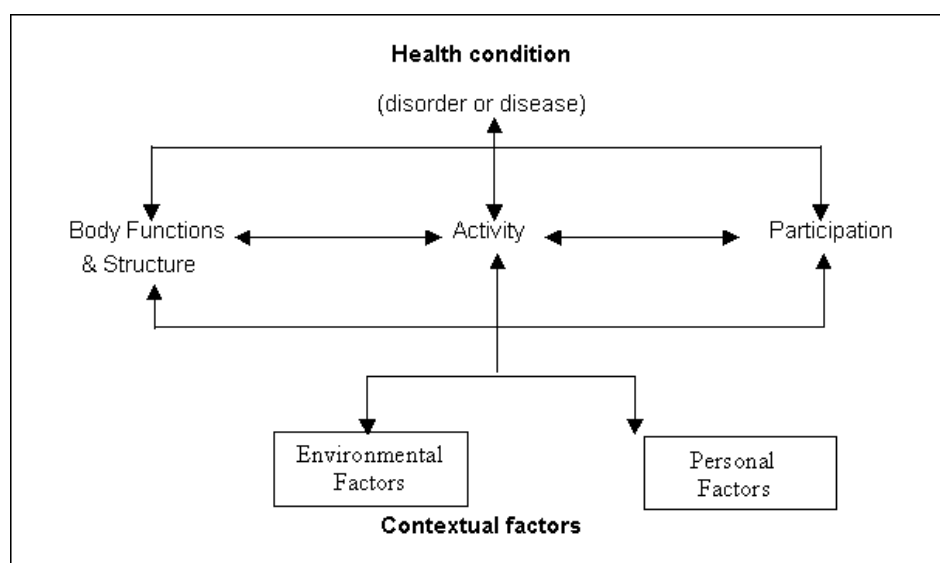 Health condition
(disorder or disease)
Body Functions
& Structure
Activity
Participation
Environmental
Factors
Personal
Factors
Contextual factors